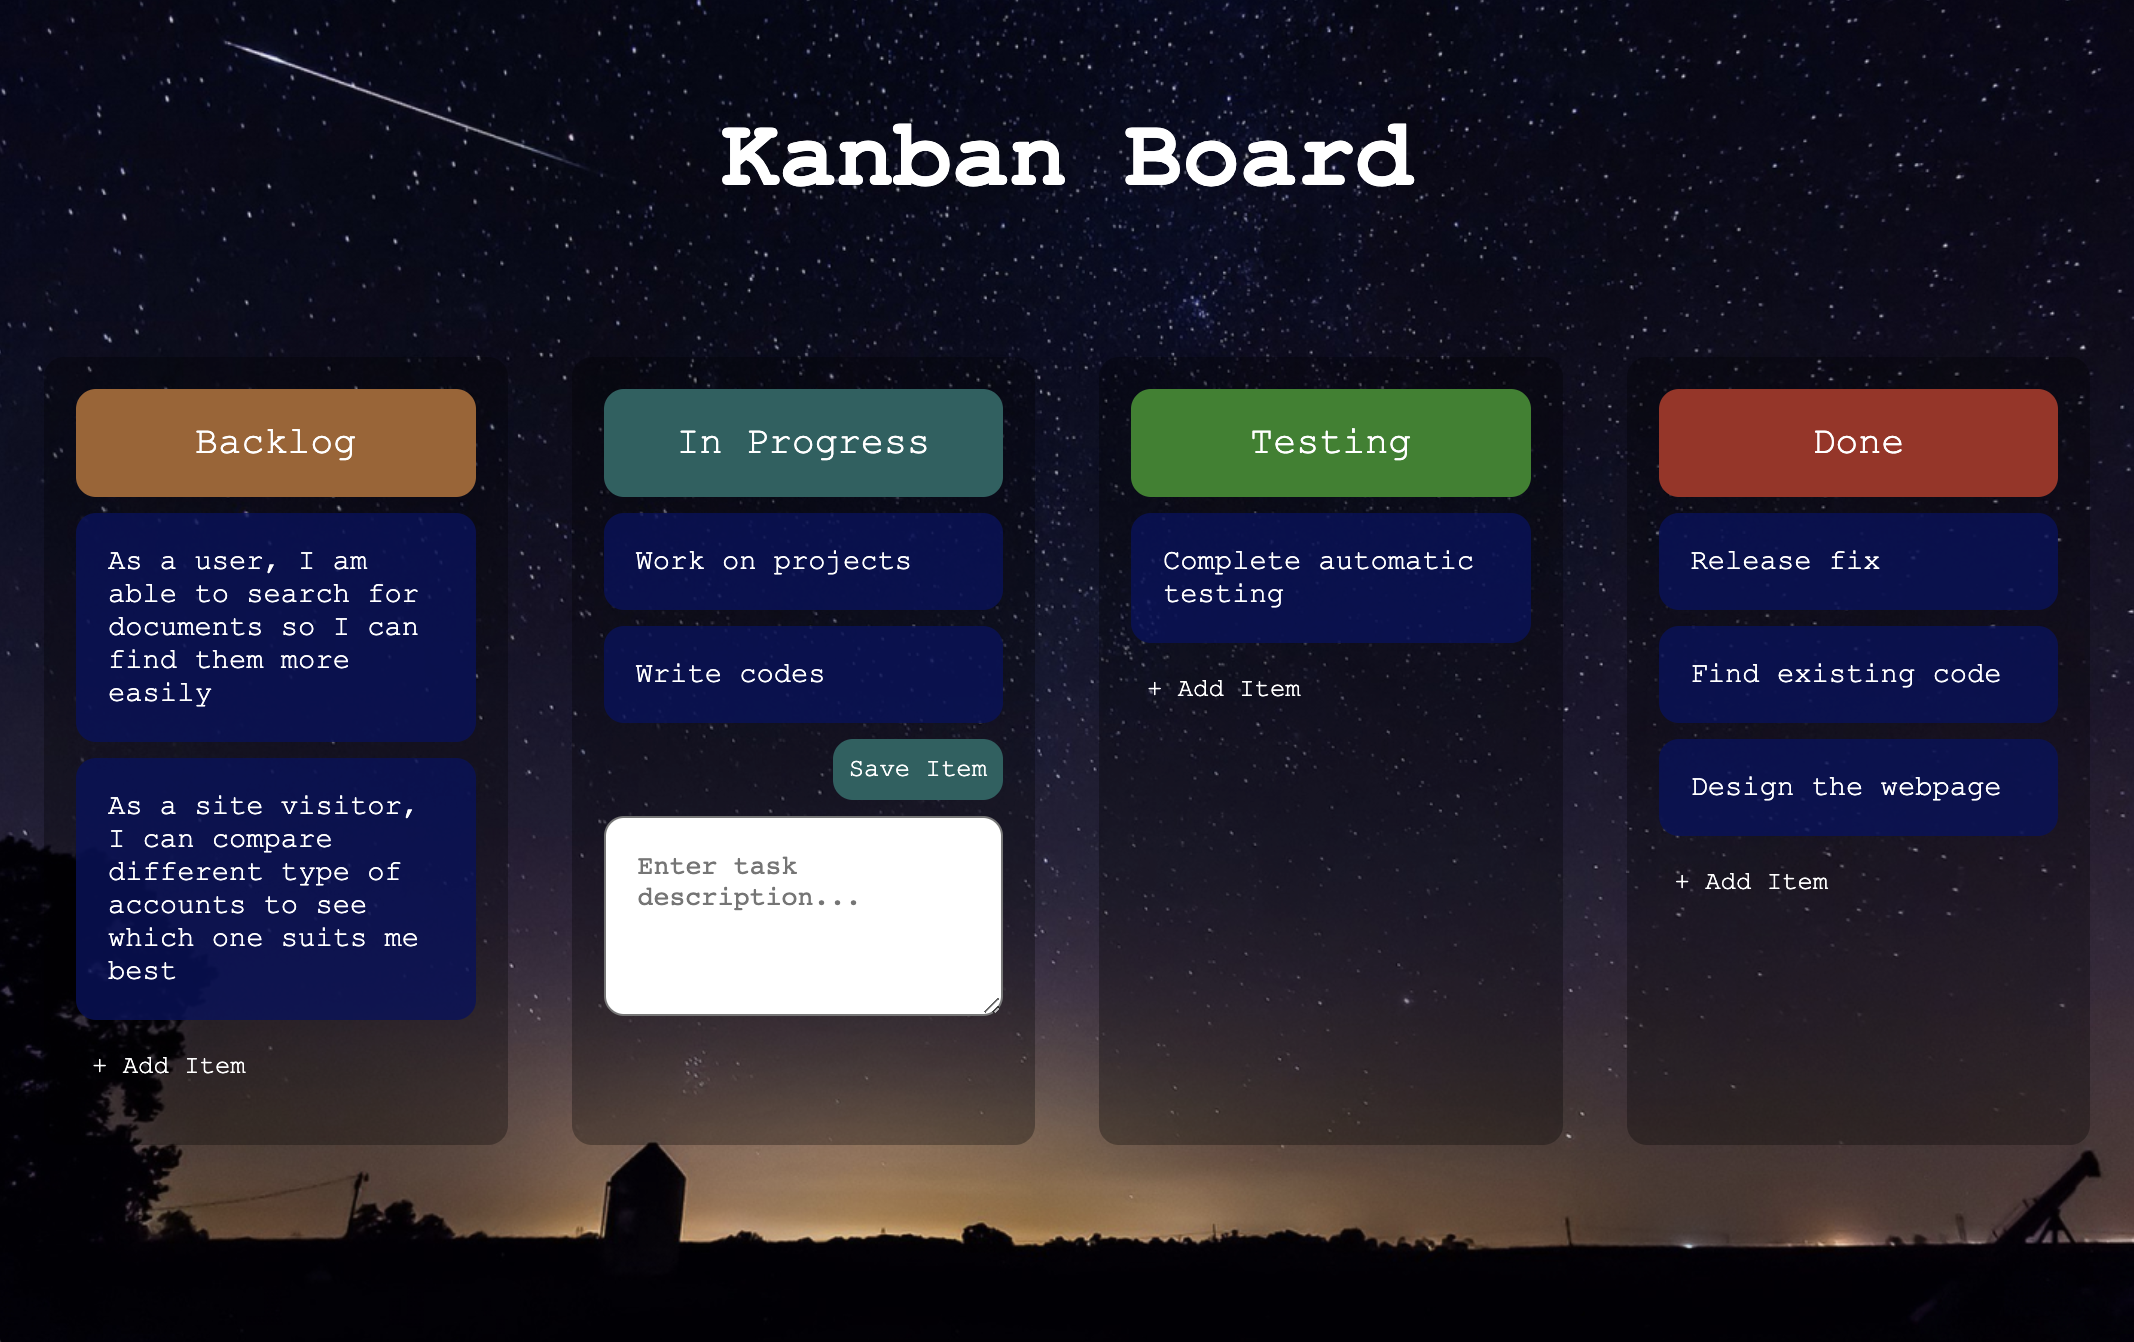 Kanban Board
Backlog
As a user, I am
able to search for
documents so I can
find them more
easily
As a site visitor,
I can compare
different type of
accounts to see
which one suits me
best
+ Add Item
In Progress
Work on projects
Write codes
Save Item
Enter task
description...
Testing
Complete automatic
testing
+ Add Item
Done
Release fix
Find existing code
Design the webpage
+ Add Item